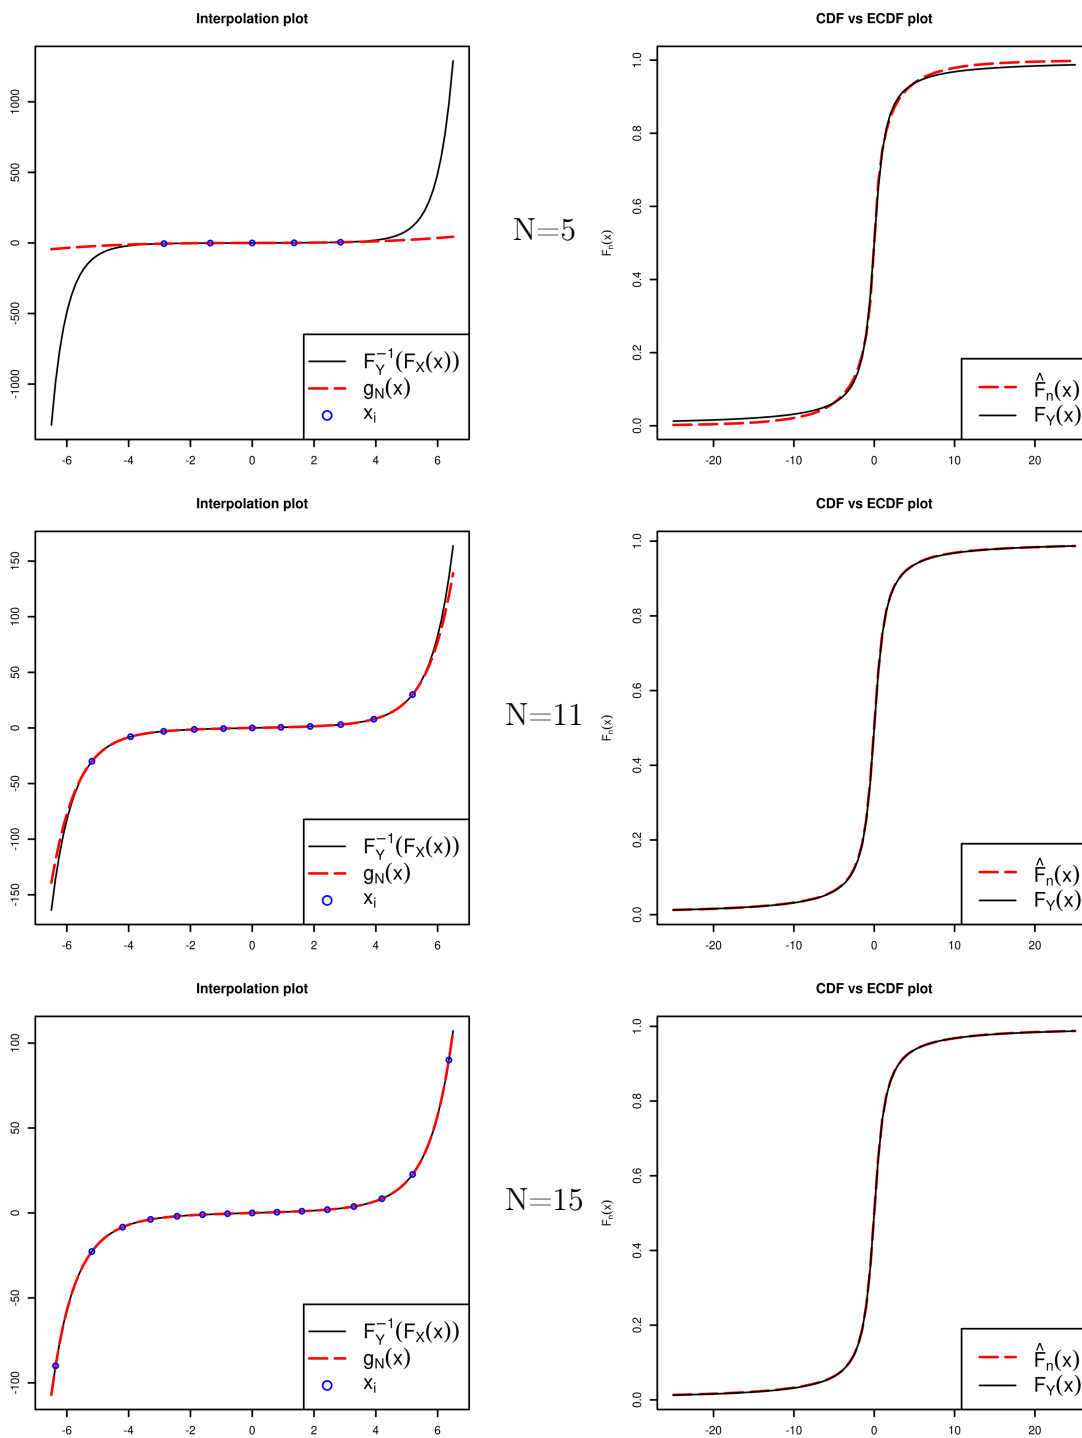 Interpolation plot
CDF vs ECDF plot
1000
500
0
-500
-1000
-6 -4 -2 0 2 4 6
F_Y^{-1}(F_X(x))
g_N(x)
x_i
N=5
F_n(x)
1.0
0.8
0.6
0.4
0.2
0.0
-20 -10 0 10 20
F̂_n(x)
F_Y(x)
Interpolation plot
CDF vs ECDF plot
150
100
50
0
-50
-100
-150
-6 -4 -2 0 2 4 6
F_Y^{-1}(F_X(x))
g_N(x)
x_i
N=11
F_n(x)
1.0
0.8
0.6
0.4
0.2
0.0
-20 -10 0 10 20
F̂_n(x)
F_Y(x)
Interpolation plot
CDF vs ECDF plot
100
50
0
-50
-100
-6 -4 -2 0 2 4 6
F_Y^{-1}(F_X(x))
g_N(x)
x_i
N=15
F_n(x)
1.0
0.8
0.6
0.4
0.2
0.0
-20 -10 0 10 20
F̂_n(x)
F_Y(x)